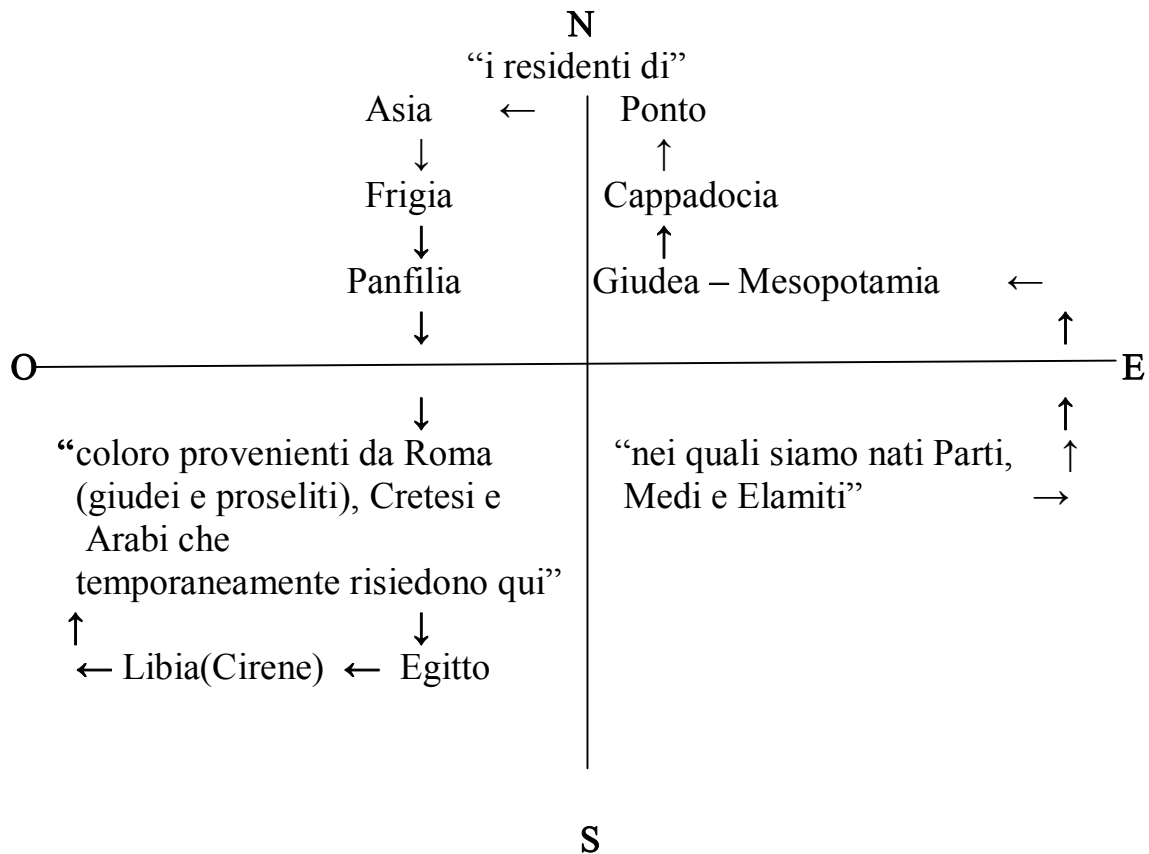 N
“i residenti di”
Asia ← Ponto
↓ ↑
Frigia Cappadocia
↓ ↑
Panfilia Giudea – Mesopotamia ←
↓ ↑
O E
↓ ↑
“coloro provenienti da Roma “nei quali siamo nati Parti, ↑
(giudei e proseliti), Cretesi e Medi e Elamiti” →
Arabi che
temporaneamente risiedono qui”
↑ ↓
← Libia(Cirene) ← Egitto
S